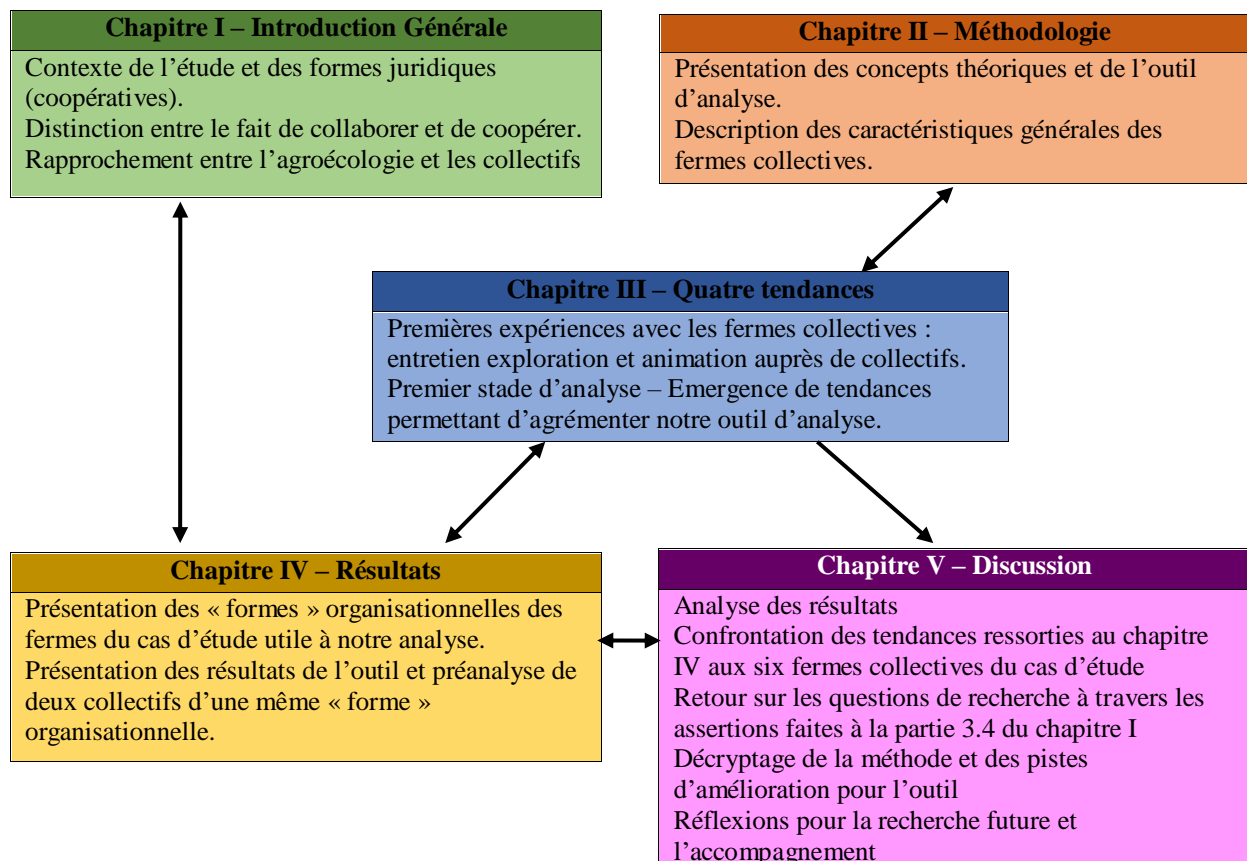 Chapitre I – Introduction Générale
Contexte de l’étude et des formes juridiques
(coopératives).
Distinction entre le fait de collaborer et de coopérer.
Rapprochement entre l’agroécologie et les collectifs
Chapitre II – Méthodologie
Présentation des concepts théoriques et de l’outil
d’analyse.
Description des caractéristiques générales des
fermes collectives.
Chapitre III – Quatre tendances
Premières expériences avec les fermes collectives :
entretien exploration et animation auprès de collectifs.
Premier stade d’analyse – Emergence de tendances
permettant d’agrémenter notre outil d’analyse.
Chapitre IV – Résultats
Présentation des « formes » organisationnelles des
fermes du cas d’étude utile à notre analyse.
Présentation des résultats de l’outil et préanalyse de
deux collectifs d’une même « forme »
organisationnelle.
Chapitre V – Discussion
Analyse des résultats
Confrontation des tendances ressorties au chapitre
IV aux six fermes collectives du cas d’étude
Retour sur les questions de recherche à travers les
assertions faites à la partie 3.4 du chapitre I
Décryptage de la méthode et des pistes
d’amélioration pour l’outil
Réflexions pour la recherche future et
l’accompagnement